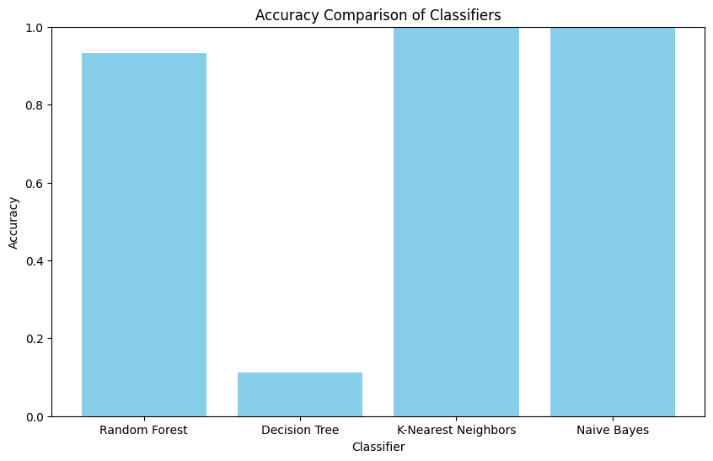 Accuracy Comparison of Classifiers
1.0
0.8
0.6
0.4
0.2
0.0
Accuracy
Random Forest
Decision Tree
K-Nearest Neighbors
Naive Bayes
Classifier